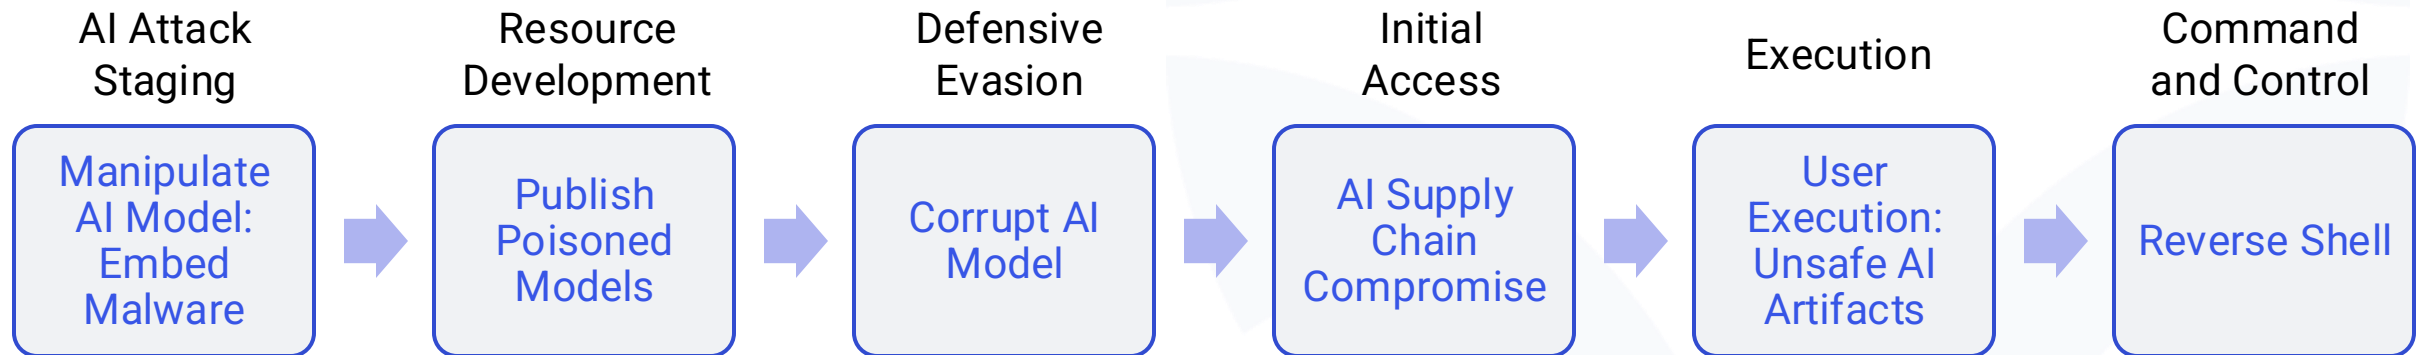 AI Attack
Staging
Resource
Development
Defensive
Evasion
Initial
Access
Execution
Command
and Control
Manipulate
AI Model:
Embed
Malware
Publish
Poisoned
Models
Corrupt AI
Model
AI Supply
Chain
Compromise
User
Execution:
Unsafe AI
Artifacts
Reverse Shell